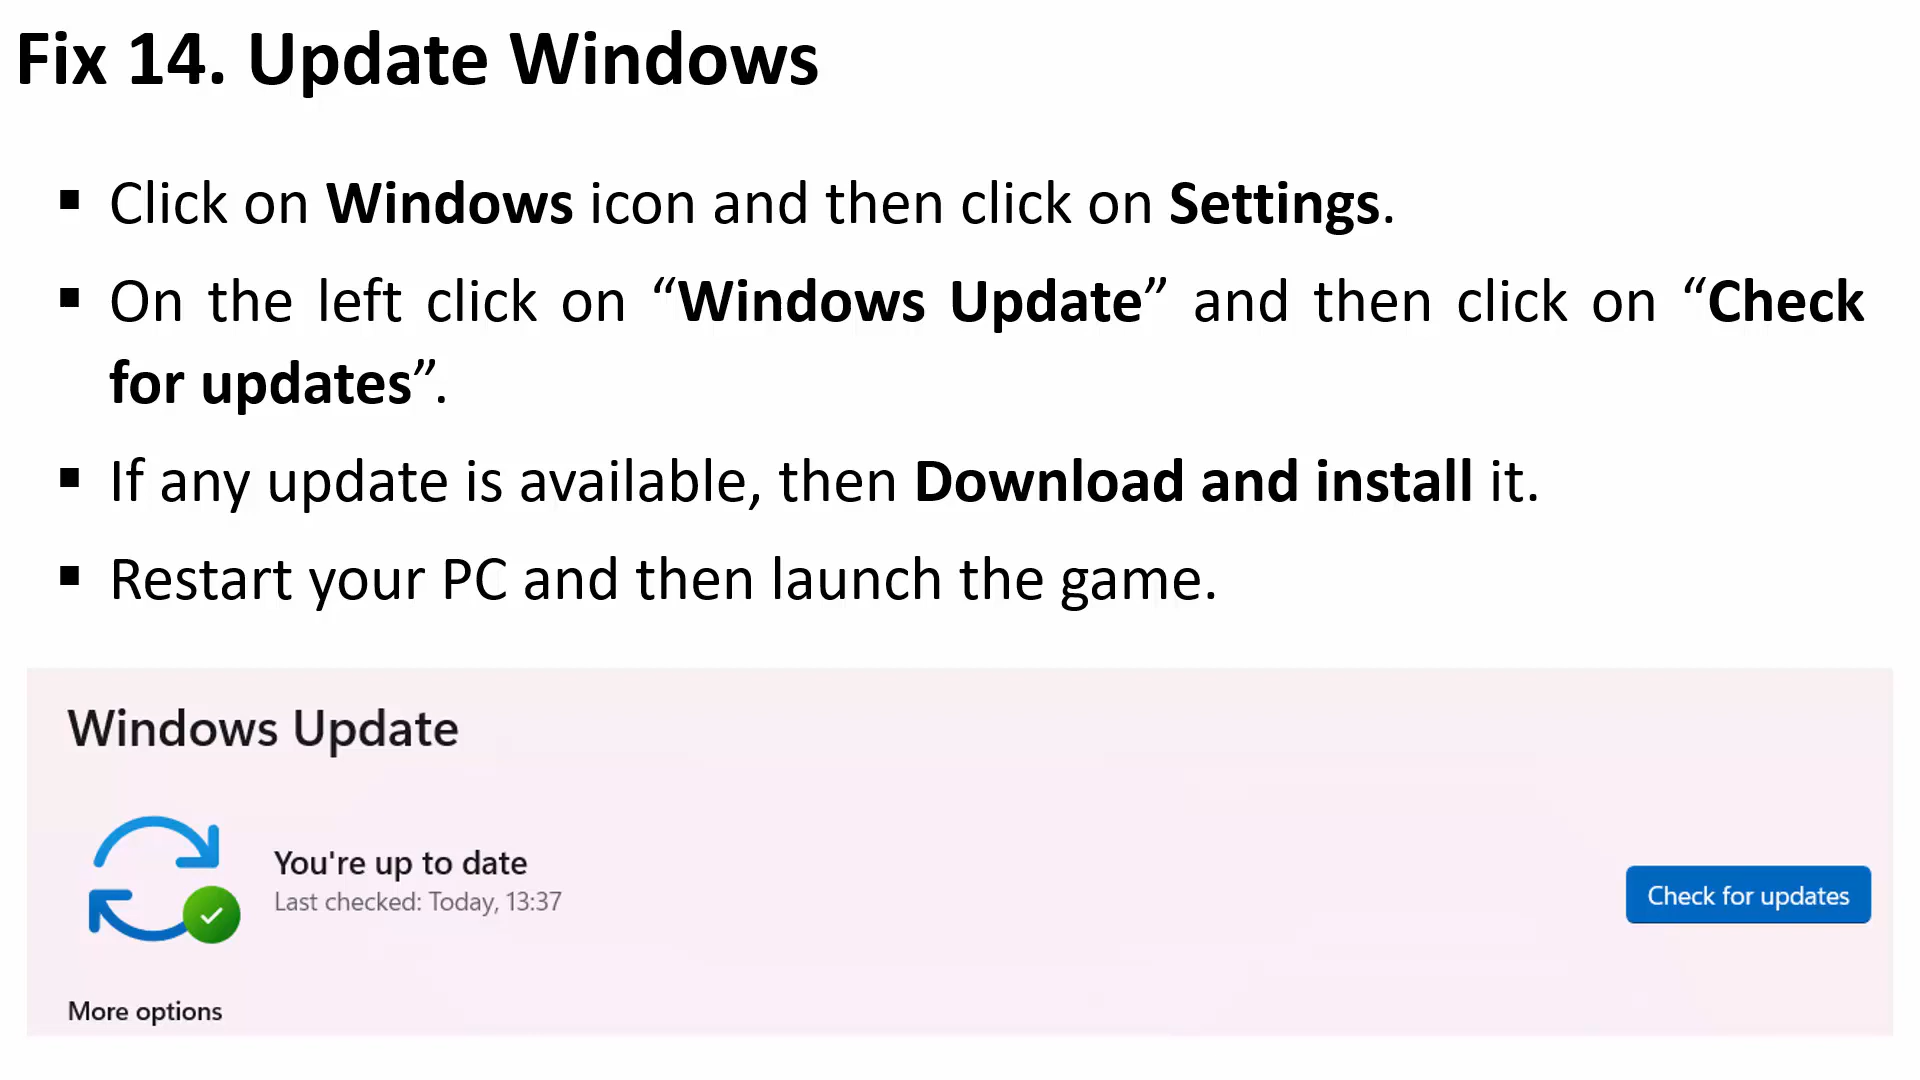 Fix 14. Update Windows
▪ Click on Windows icon and then click on Settings.
▪ On the left click on “Windows Update” and then click on “Check
for updates”.
▪ If any update is available, then Download and install it.
▪ Restart your PC and then launch the game.
Windows Update
You're up to date
Last checked: Today, 13:37
Check for updates
More options